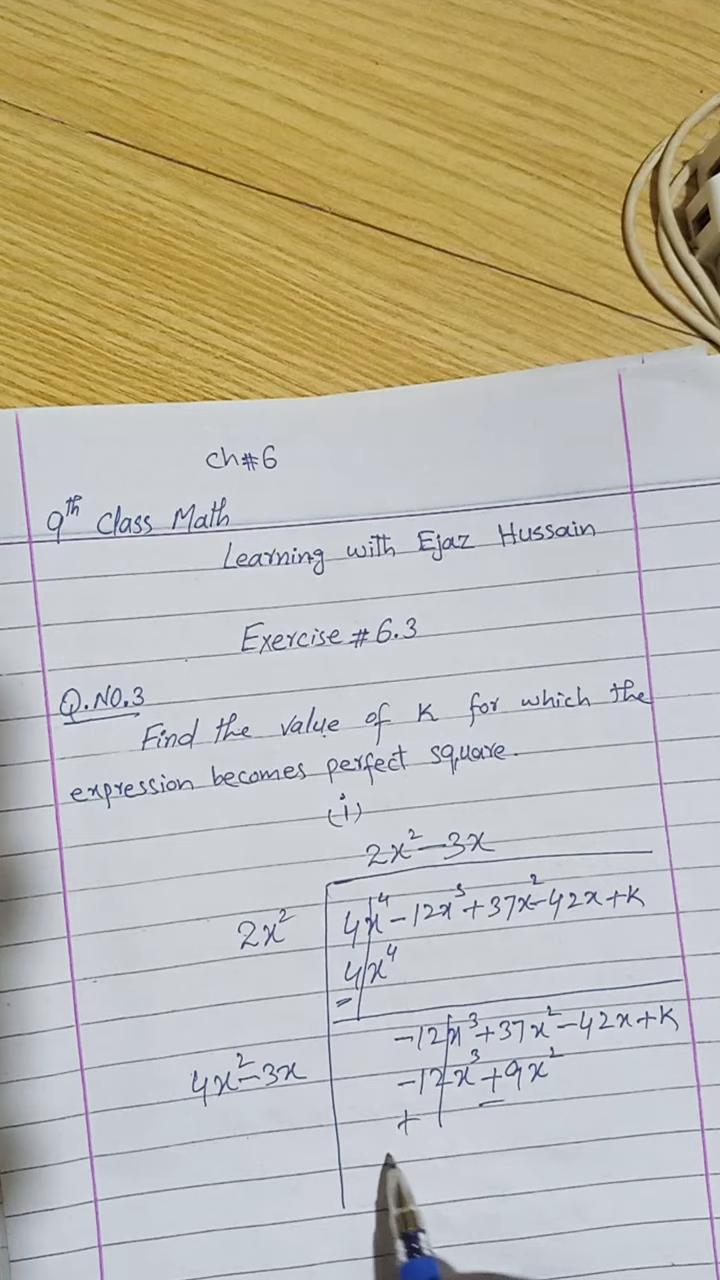 Ch#6
9th Class Math
Learning with Ejaz Hussain
Exercise # 6.3
Q.NO.3
Find the value of K for which the
expression becomes perfect square.
(i)
2x² - 3x
2x² 4x⁴ - 12x³ + 37x² - 42x + K
4x⁴
-
-12x³ + 37x² - 42x + K
4x² - 3x -12x³ + 9x²
+ -